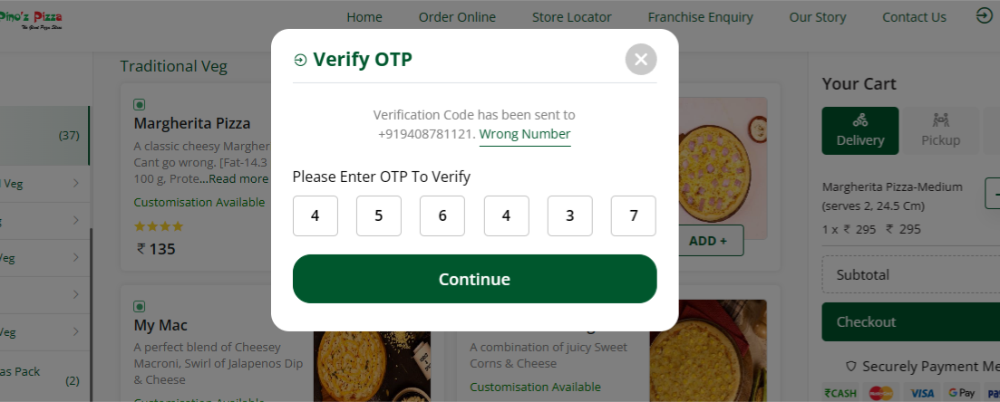 Pino'z Pizza
The Great Pizza Show
Home
Order Online
Store Locator
Franchise Enquiry
Our Story
Contact Us
(37)
Veg
Veg
Veg
as Pack
(2)
Traditional Veg
Margherita Pizza
A classic cheesy Margher
Cant go wrong. [Fat-14.3
100 g, Prote...Read more
Customisation Available
₹ 135
ADD +
My Mac
A perfect blend of Cheesey
Macroni, Swirl of Jalapenos Dip
& Cheese
Customisation Available
A combination of juicy Sweet
Corns & Cheese
Customisation Available
Verify OTP
Verification Code has been sent to
+919408781121. Wrong Number
Please Enter OTP To Verify
4 5 6 4 3 7
Continue
Your Cart
Delivery
Pickup
Margherita Pizza-Medium
(serves 2, 24.5 Cm)
1 x ₹ 295 ₹ 295
Subtotal
Checkout
Securely Payment Me
₹CASH
VISA
G Pay